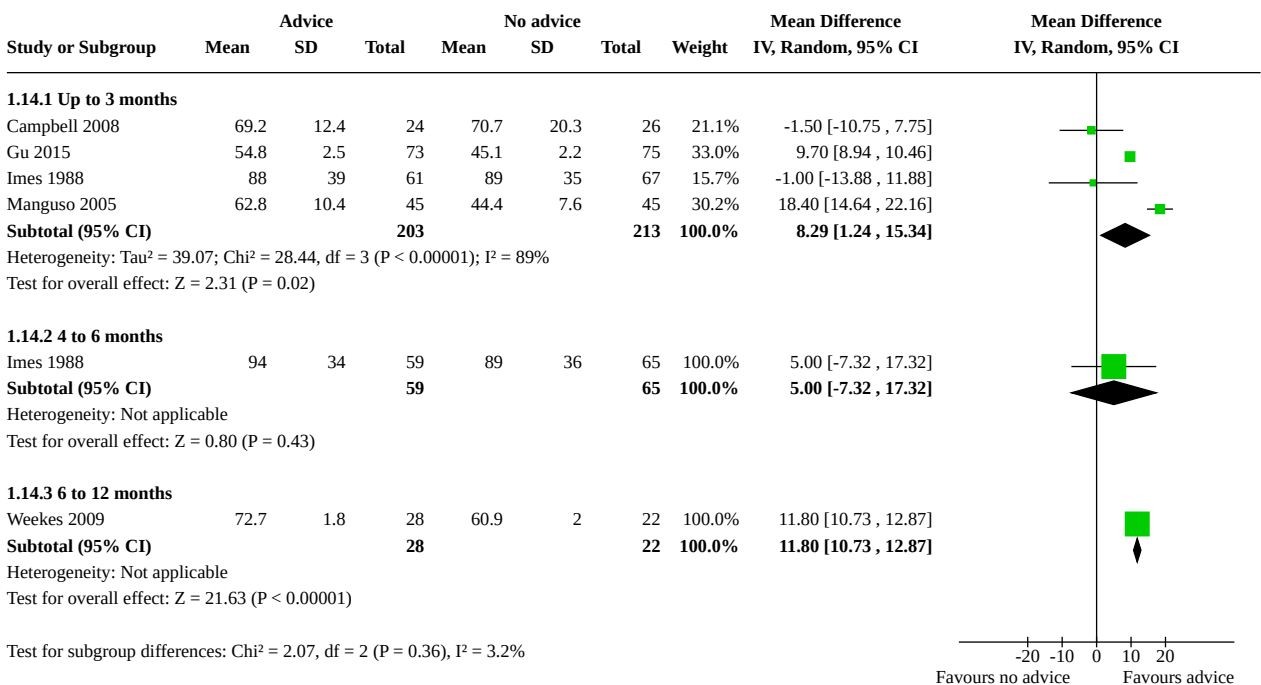 Advice No advice Mean Difference Mean Difference
Study or Subgroup Mean SD Total Mean SD Total Weight IV, Random, 95% CI IV, Random, 95% CI
1.14.1 Up to 3 months
Campbell 2008 69.2 12.4 24 70.7 20.3 26 21.1% -1.50 [-10.75 , 7.75]
Gu 2015 54.8 2.5 73 45.1 2.2 75 33.0% 9.70 [8.94 , 10.46]
Imes 1988 88 39 61 89 35 67 15.7% -1.00 [-13.88 , 11.88]
Manguso 2005 62.8 10.4 45 44.4 7.6 45 30.2% 18.40 [14.64 , 22.16]
Subtotal (95% CI) 203 213 100.0% 8.29 [1.24 , 15.34]
Heterogeneity: Tau² = 39.07; Chi² = 28.44, df = 3 (P < 0.00001); I² = 89%
Test for overall effect: Z = 2.31 (P = 0.02)
1.14.2 4 to 6 months
Imes 1988 94 34 59 89 36 65 100.0% 5.00 [-7.32 , 17.32]
Subtotal (95% CI) 59 65 100.0% 5.00 [-7.32 , 17.32]
Heterogeneity: Not applicable
Test for overall effect: Z = 0.80 (P = 0.43)
1.14.3 6 to 12 months
Weekes 2009 72.7 1.8 28 60.9 2 22 100.0% 11.80 [10.73 , 12.87]
Subtotal (95% CI) 28 22 100.0% 11.80 [10.73 , 12.87]
Heterogeneity: Not applicable
Test for overall effect: Z = 21.63 (P < 0.00001)
Test for subgroup differences: Chi² = 2.07, df = 2 (P = 0.36), I² = 3.2%
-20 -10 0 10 20
Favours no advice Favours advice